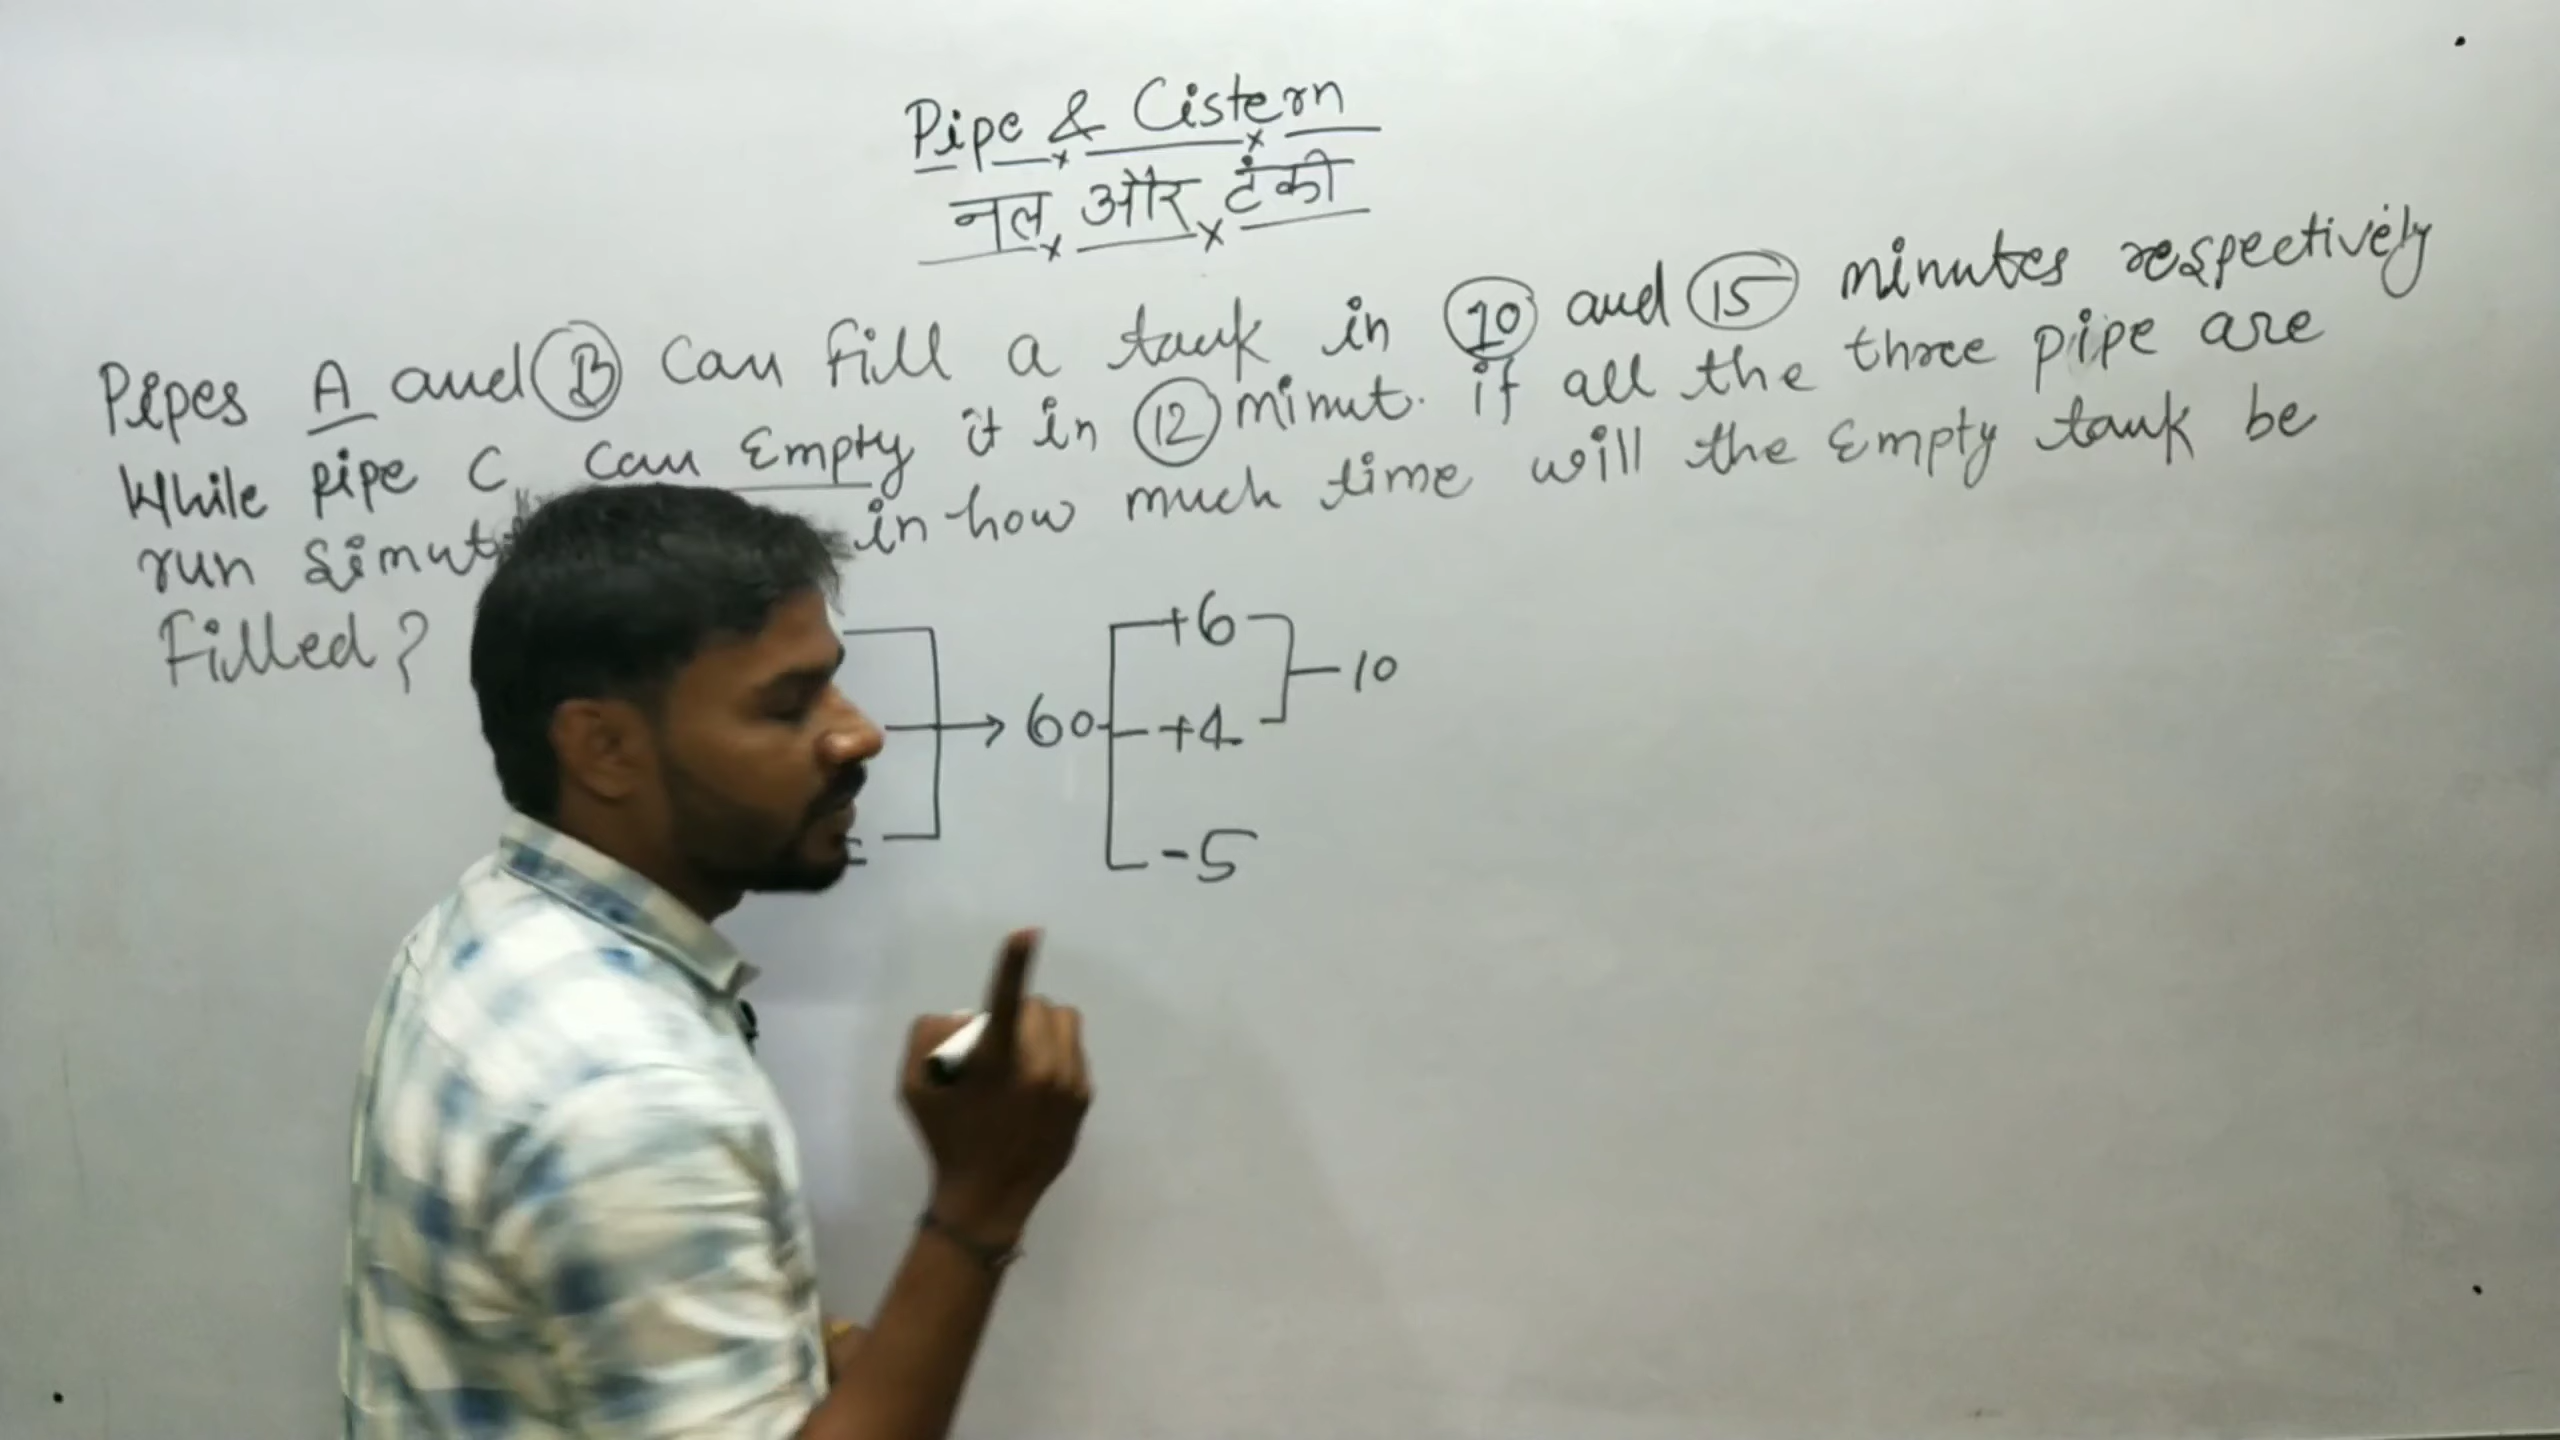 Pipe & Cistern
नल और टंकी
Pipes A and B Can fill a tank in 10 and 15 minutes respectively
While pipe C can Empty it in 12 minut. if all the three pipe are
run in how much time will the Empty tank be
Filled?
+6
10
60
+4
-5